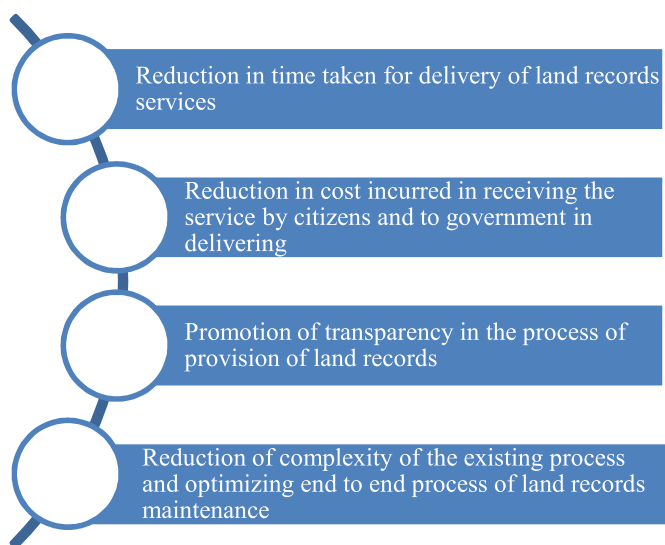 Reduction in time taken for delivery of land records
services
Reduction in cost incurred in receiving the
service by citizens and to government in
delivering
Promotion of transparency in the process of
provision of land records
Reduction of complexity of the existing process
and optimizing end to end process of land records
maintenance